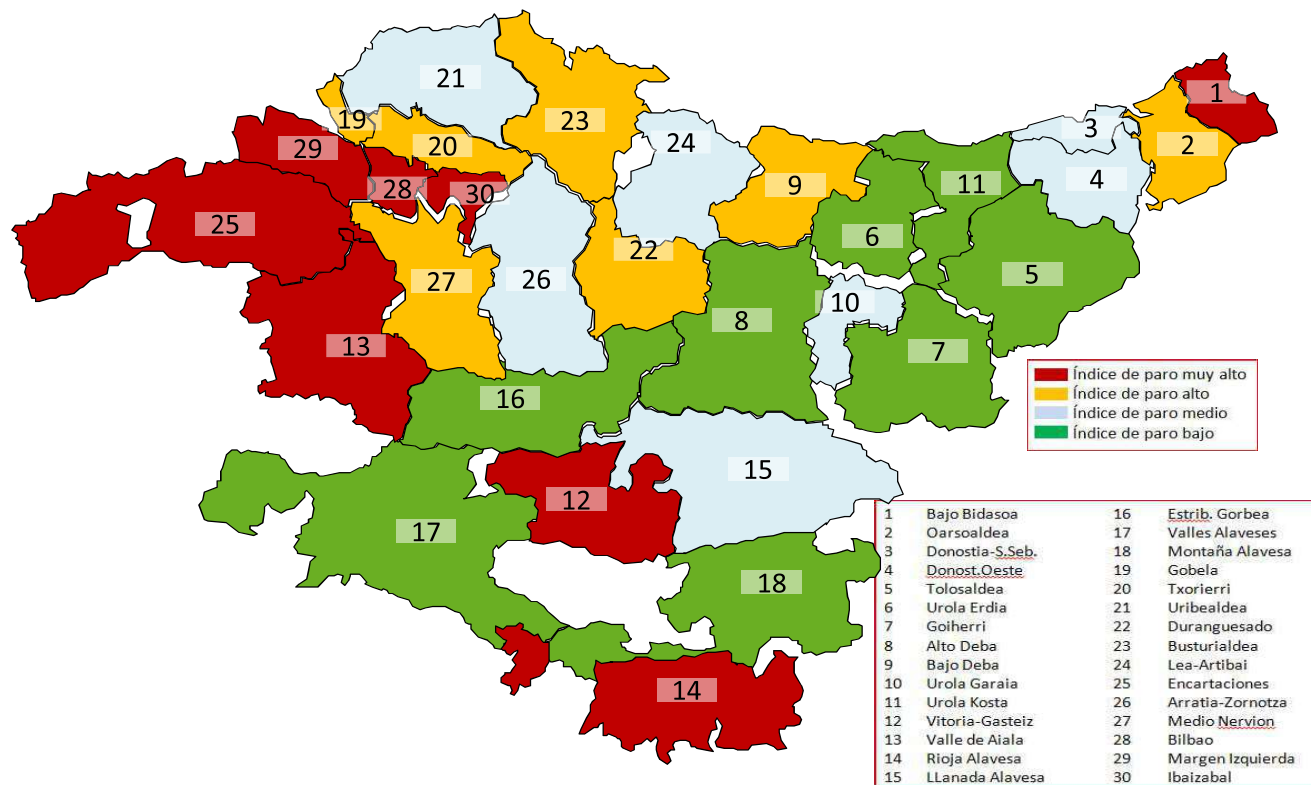 21
1
23
19
3
20
24
2
29
4
9
11
28
30
25
6
22
5
27
26
10
8
13
7
16
15
12
17
18
14
Índice de paro muy alto
Índice de paro alto
Índice de paro medio
Índice de paro bajo
1 Bajo Bidasoa 16 Estrib. Gorbea
2 Oarsoaldea 17 Valles Alaveses
3 Donostia-S.Seb. 18 Montaña Alavesa
4 Donost.Oeste 19 Gobela
5 Tolosaldea 20 Txorierri
6 Urola Erdia 21 Uribealdea
7 Goiherri 22 Duranguesado
8 Alto Deba 23 Busturialdea
9 Bajo Deba 24 Lea-Artibai
10 Urola Garaia 25 Encartaciones
11 Urola Kosta 26 Arratia-Zornotza
12 Vitoria-Gasteiz 27 Medio Nervion
13 Valle de Aiala 28 Bilbao
14 Rioja Alavesa 29 Margen Izquierda
15 LLanada Alavesa 30 Ibaizabal